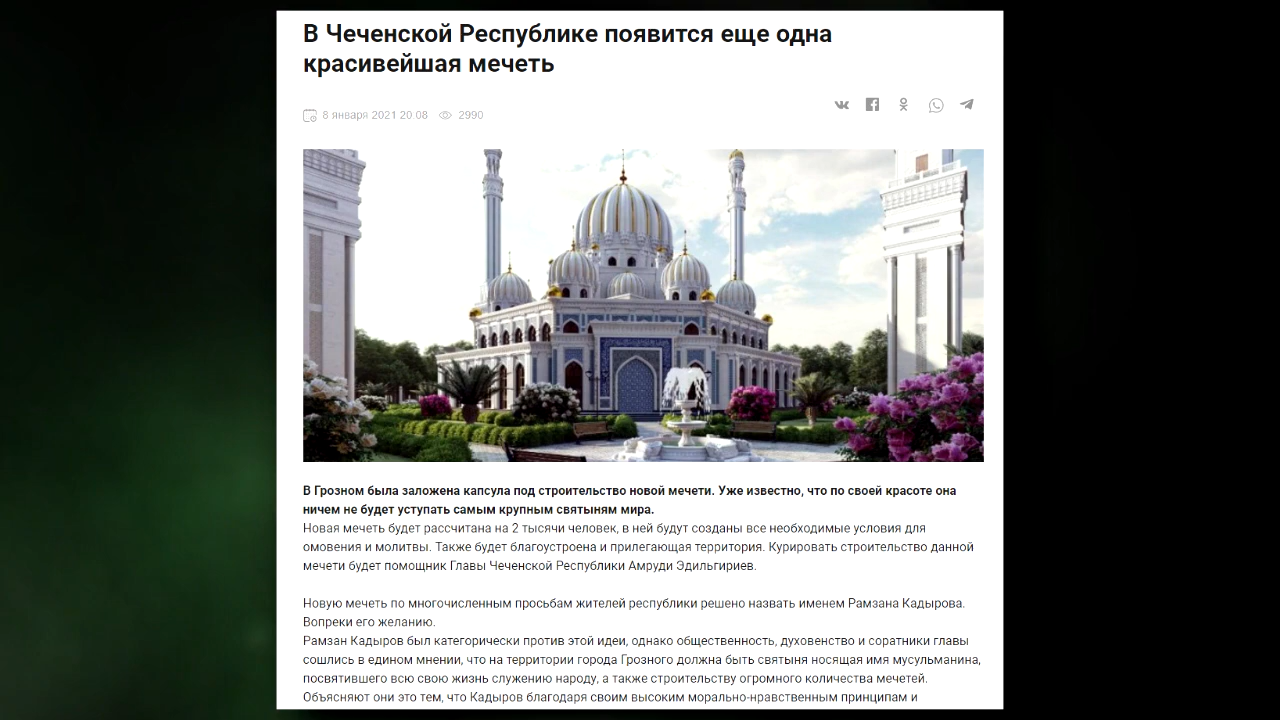 В Чеченской Республике появится еще одна
красивейшая мечеть
8 января 2021 20:08 2990
В Грозном была заложена капсула под строительство новой мечети. Уже известно, что по своей красоте она
ничем не будет уступать самым крупным святыням мира.
Новая мечеть будет рассчитана на 2 тысячи человек, в ней будут созданы все необходимые условия для
омовения и молитвы. Также будет благоустроена и прилегающая территория. Курировать строительство данной
мечети будет помощник Главы Чеченской Республики Амруди Эдильгириев.
Новую мечеть по многочисленным просьбам жителей республики решено назвать именем Рамзана Кадырова.
Вопреки его желанию.
Рамзан Кадыров был категорически против этой идеи, однако общественность, духовенство и соратники главы
сошлись в едином мнении, что на территории города Грозного должна быть святыня носящая имя мусульманина,
посвятившего всю свою жизнь служению народу, а также строительству огромного количества мечетей.
Объясняют они это тем, что Кадыров благодаря своим высоким морально-нравственным принципам и